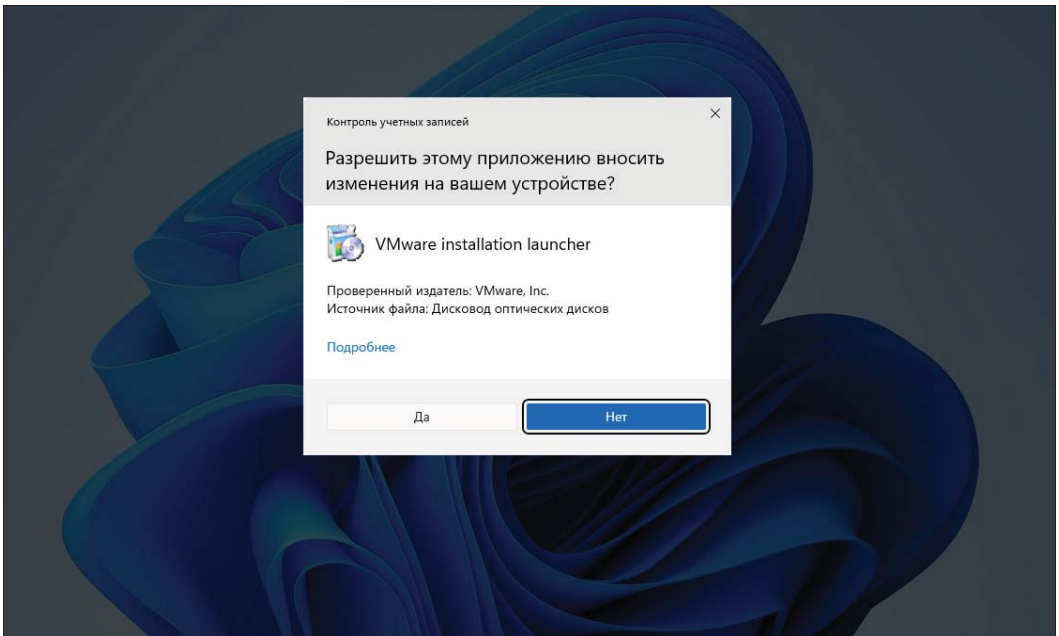 Контроль учетных записей
Разрешить этому приложению вносить
изменения на вашем устройстве?
VMware installation launcher
Проверенный издатель: VMware, Inc.
Источник файла: Дисковод оптических дисков
Подробнее
Да
Нет